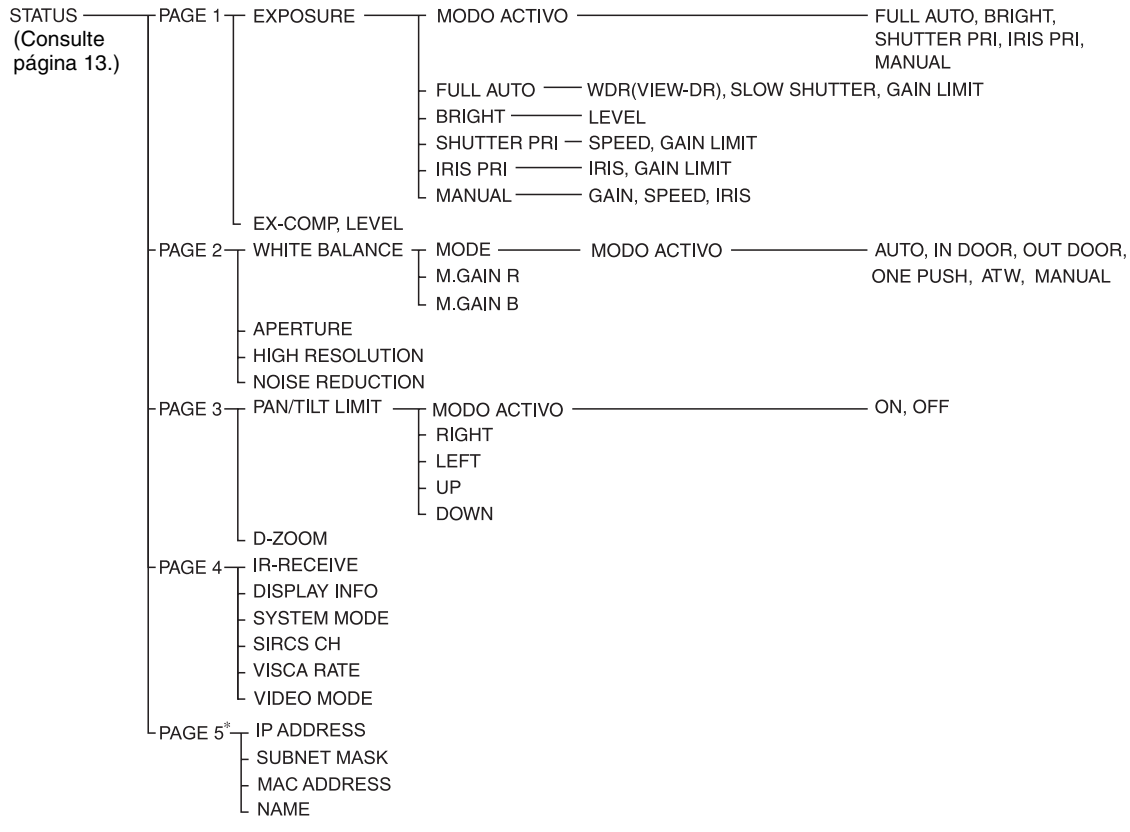 STATUS PAGE 1 EXPOSURE MODO ACTIVO FULL AUTO, BRIGHT,
(Consulte SHUTTER PRI, IRIS PRI,
página 13.) MANUAL
FULL AUTO WDR(VIEW-DR), SLOW SHUTTER, GAIN LIMIT
BRIGHT LEVEL
SHUTTER PRI SPEED, GAIN LIMIT
IRIS PRI IRIS, GAIN LIMIT
MANUAL GAIN, SPEED, IRIS
EX-COMP, LEVEL
PAGE 2 WHITE BALANCE MODE MODO ACTIVO AUTO, IN DOOR, OUT DOOR,
M.GAIN R ONE PUSH, ATW, MANUAL
M.GAIN B
APERTURE
HIGH RESOLUTION
NOISE REDUCTION
PAGE 3 PAN/TILT LIMIT MODO ACTIVO ON, OFF
RIGHT
LEFT
UP
DOWN
D-ZOOM
PAGE 4 IR-RECEIVE
DISPLAY INFO
SYSTEM MODE
SIRCS CH
VISCA RATE
VIDEO MODE
PAGE 5* IP ADDRESS
SUBNET MASK
MAC ADDRESS
NAME